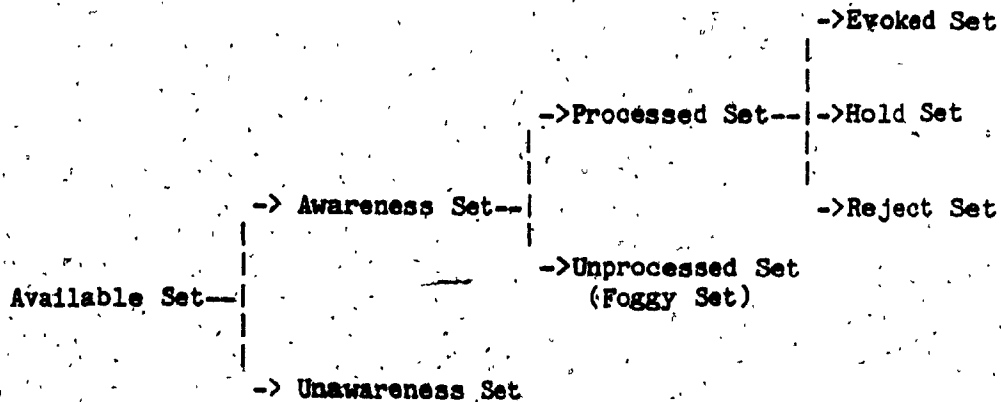 ->Evoked Set
->Processed Set--|->Hold Set
-> Awareness Set--|
->Reject Set
->Unprocessed Set
Available Set--|
(Foggy Set)
-> Unawareness Set